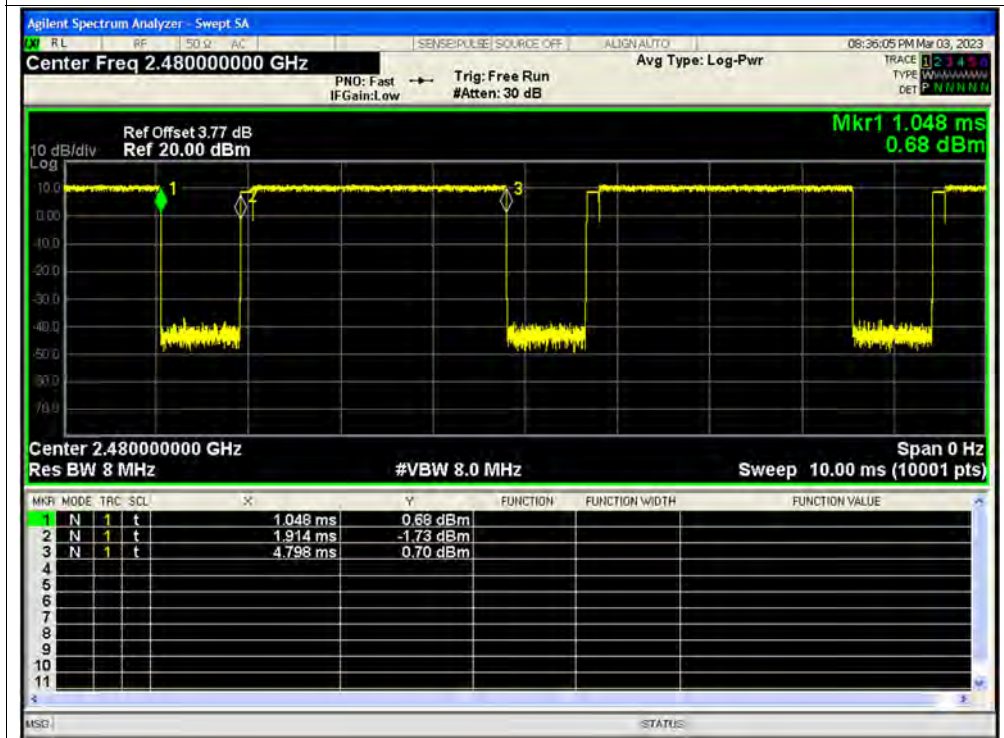 Agilent Spectrum Analyzer - Swept SA
RL RF 50 Ω AC SENSE:PULSE SOURCE OFF ALIGN AUTO 08:36:05 PM Mar 03, 2023
Center Freq 2.480000000 GHz Avg Type: Log-Pwr TRACE 1 2 3 4 5 6
PNO: Fast Trig: Free Run TYPE W
IFGain:Low #Atten: 30 dB DET P N N N N N
Mkr1 1.048 ms
Ref Offset 3.77 dB
10 dB/div Ref 20.00 dBm 0.68 dBm
Log
10.0
1
2
3
0.00
-10.0
-20.0
-30.0
-40.0
-50.0
-60.0
-70.0
Center 2.480000000 GHz Span 0 Hz
Res BW 8 MHz #VBW 8.0 MHz Sweep 10.00 ms (10001 pts)
MKR MODE TRC SCL X Y FUNCTION FUNCTION WIDTH FUNCTION VALUE
1 N 1 t 1.048 ms 0.68 dBm
2 N 1 t 1.914 ms -1.73 dBm
3 N 1 t 4.798 ms 0.70 dBm
4
5
6
7
8
9
10
11
MSG STATUS